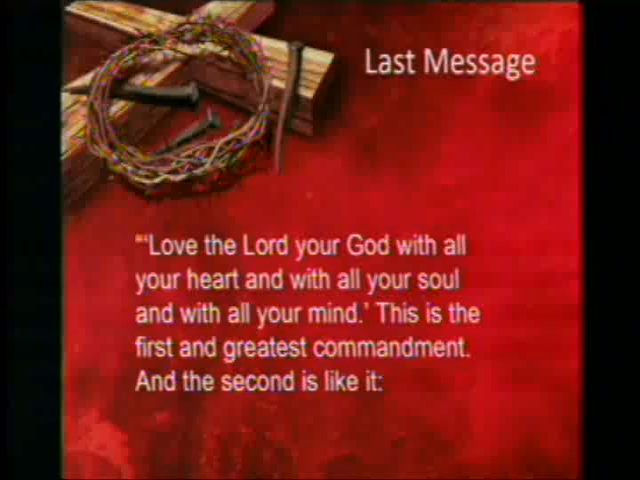 Last Message
"'Love the Lord your God with all
your heart and with all your soul
and with all your mind.' This is the
first and greatest commandment.
And the second is like it: